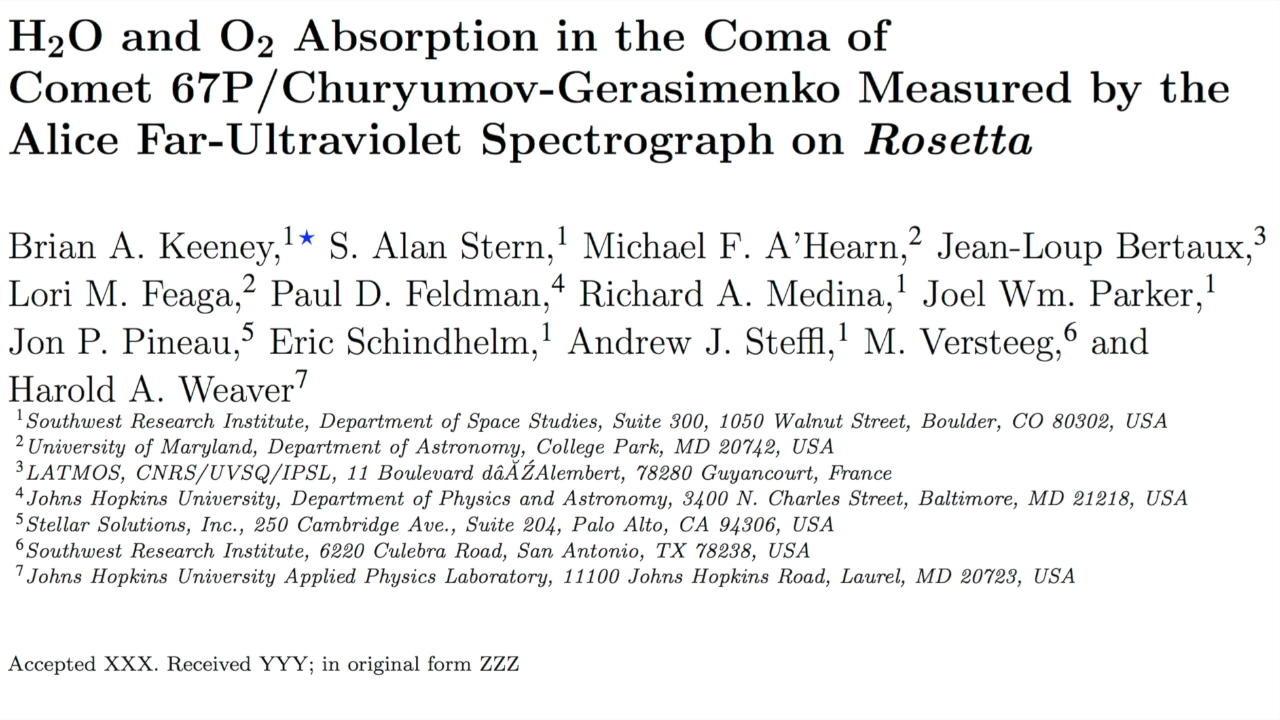 H₂O and O₂ Absorption in the Coma of
Comet 67P/Churyumov-Gerasimenko Measured by the
Alice Far-Ultraviolet Spectrograph on Rosetta
Brian A. Keeney,¹★ S. Alan Stern,¹ Michael F. A'Hearn,² Jean-Loup Bertaux,³
Lori M. Feaga,² Paul D. Feldman,⁴ Richard A. Medina,¹ Joel Wm. Parker,¹
Jon P. Pineau,⁵ Eric Schindhelm,¹ Andrew J. Steffl,¹ M. Versteeg,⁶ and
Harold A. Weaver⁷
¹Southwest Research Institute, Department of Space Studies, Suite 300, 1050 Walnut Street, Boulder, CO 80302, USA
²University of Maryland, Department of Astronomy, College Park, MD 20742, USA
³LATMOS, CNRS/UVSQ/IPSL, 11 Boulevard dâĂŹAlembert, 78280 Guyancourt, France
⁴Johns Hopkins University, Department of Physics and Astronomy, 3400 N. Charles Street, Baltimore, MD 21218, USA
⁵Stellar Solutions, Inc., 250 Cambridge Ave., Suite 204, Palo Alto, CA 94306, USA
⁶Southwest Research Institute, 6220 Culebra Road, San Antonio, TX 78238, USA
⁷Johns Hopkins University Applied Physics Laboratory, 11100 Johns Hopkins Road, Laurel, MD 20723, USA
Accepted XXX. Received YYY; in original form ZZZ